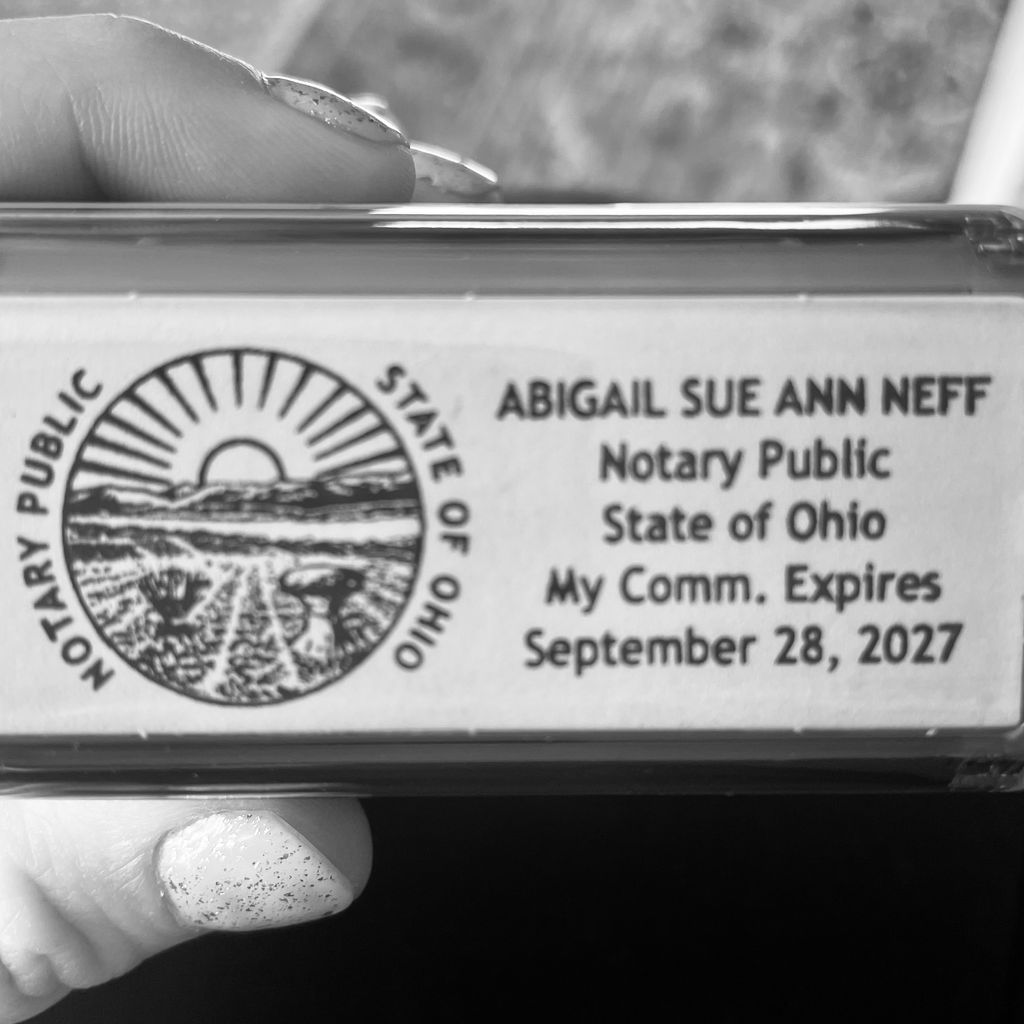 NOTARY PUBLIC
STATE OF OHIO
ABIGAIL SUE ANN NEFF
Notary Public
State of Ohio
My Comm. Expires
September 28, 2027